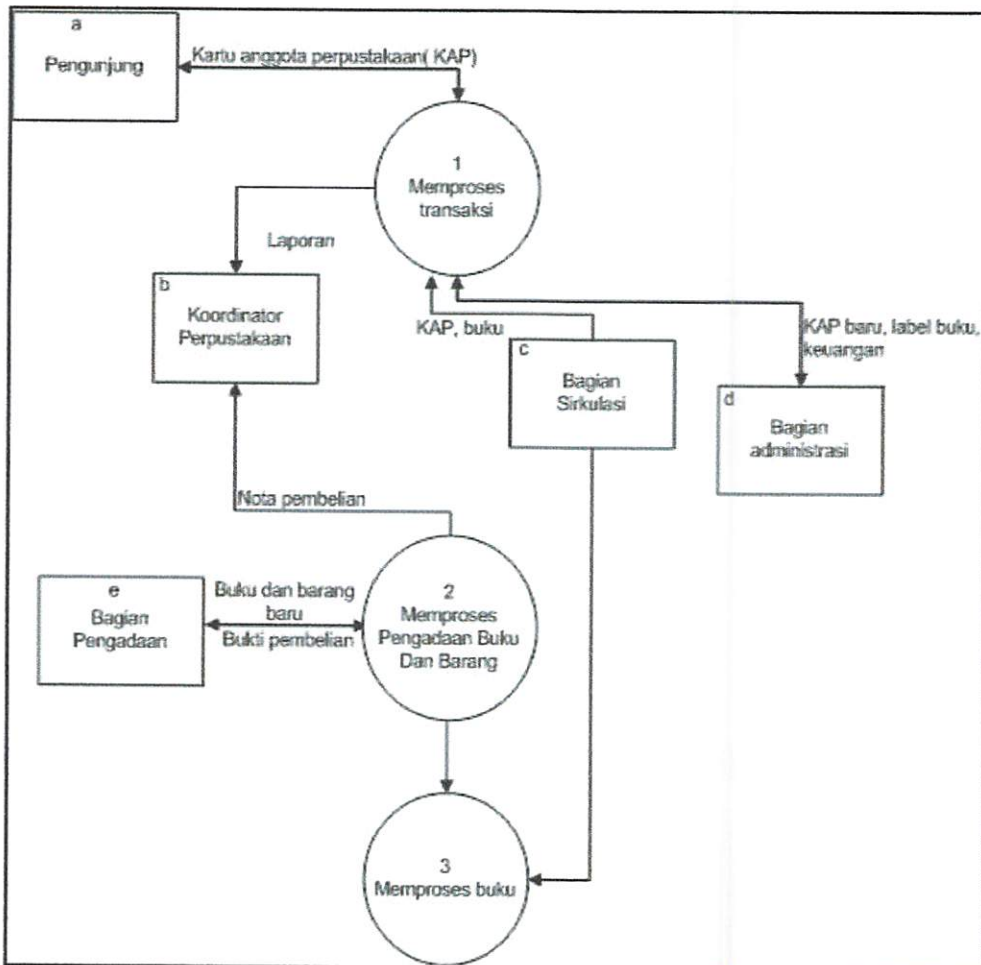 a
Pengunjung
Kartu anggota perpustakaan( KAP)
1
Memproses
transaksi
Laporan
b
Koordinator
Perpustakaan
KAP, buku
c
Bagian
Sirkulasi
KAP baru, label buku,
keuangan
d
Bagian
administrasi
Nota pembelian
e
Bagian
Pengadaan
Buku dan barang
baru
Bukti pembelian
2
Memproses
Pengadaan Buku
Dan Barang
3
Memproses buku